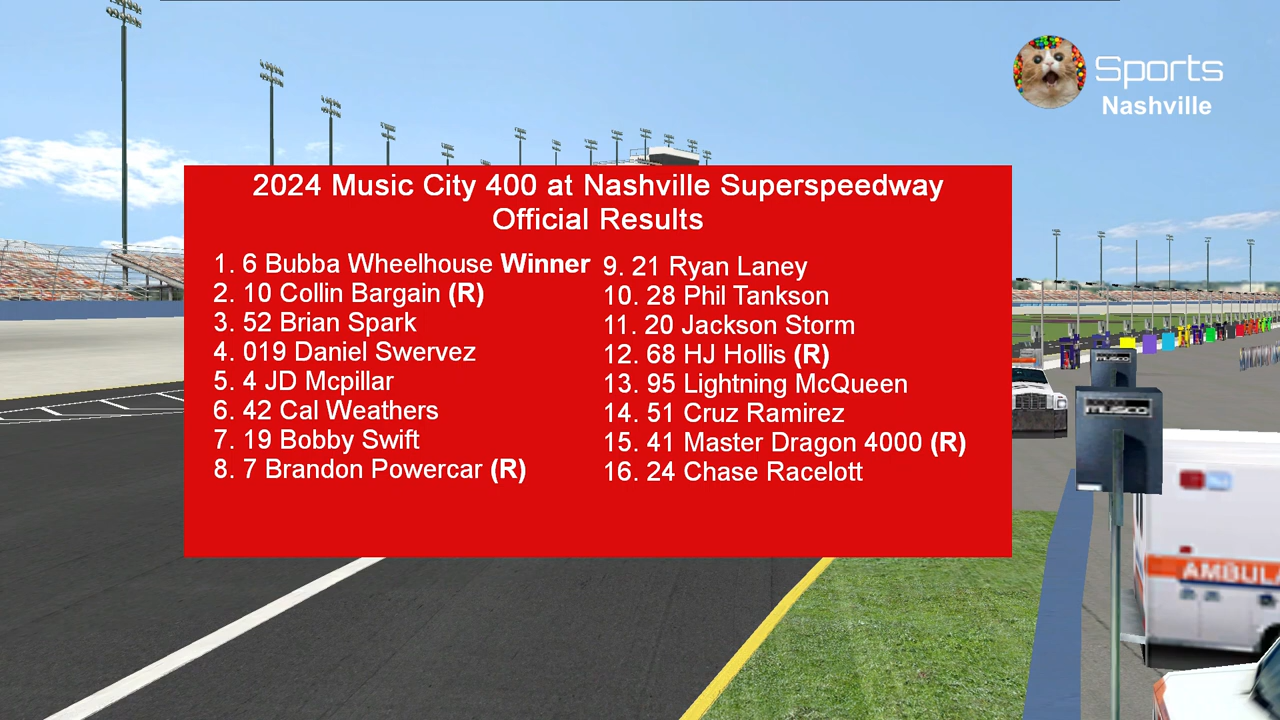 Sports
Nashville
2024 Music City 400 at Nashville Superspeedway
Official Results
1. 6 Bubba Wheelhouse Winner
2. 10 Collin Bargain (R)
3. 52 Brian Spark
4. 019 Daniel Swervez
5. 4 JD Mcpillar
6. 42 Cal Weathers
7. 19 Bobby Swift
8. 7 Brandon Powercar (R)
9. 21 Ryan Laney
10. 28 Phil Tankson
11. 20 Jackson Storm
12. 68 HJ Hollis (R)
13. 95 Lightning McQueen
14. 51 Cruz Ramirez
15. 41 Master Dragon 4000 (R)
16. 24 Chase Racelott
MUSCO
MUSCO
AMBULA